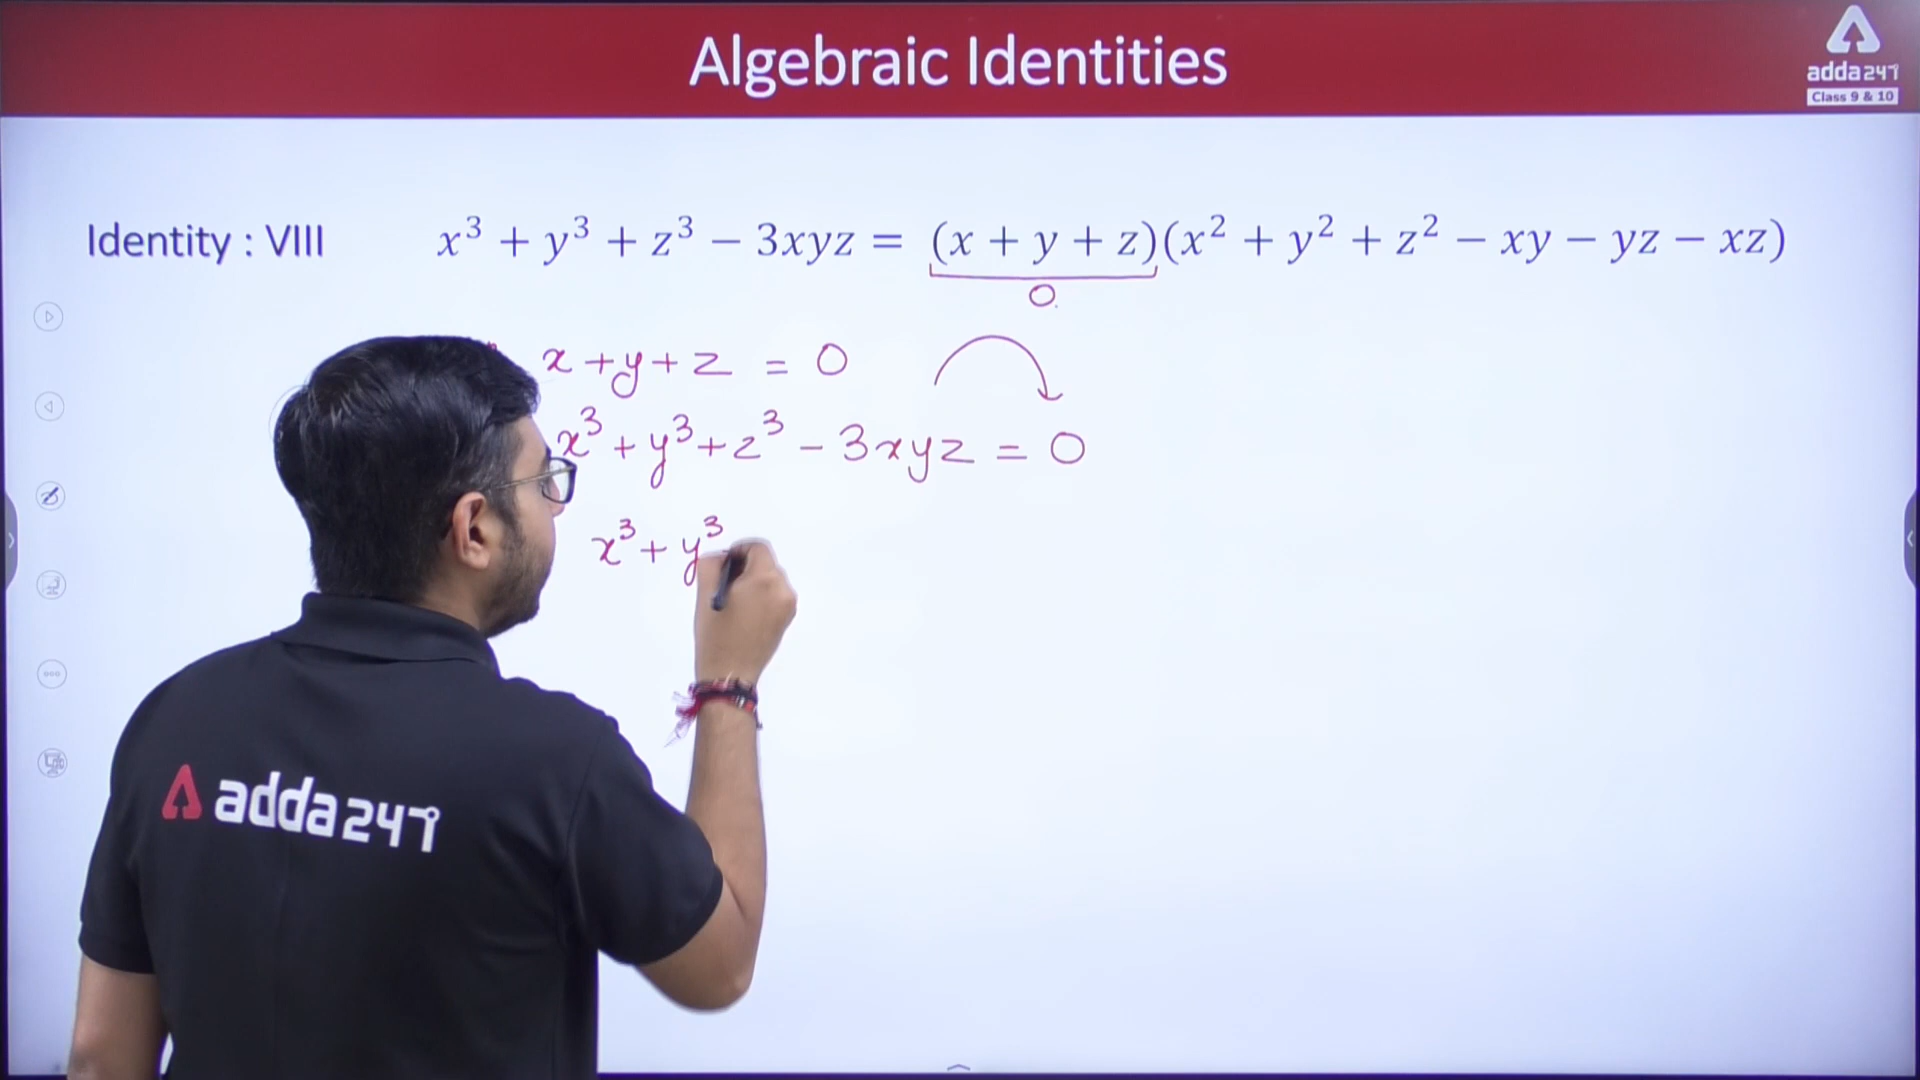 Algebraic Identities
adda247
Class 9 & 10
Identity : VIII x³ + y³ + z³ − 3xyz = (x + y + z)(x² + y² + z² − xy − yz − xz)
0
x + y + z = 0
x³ + y³ + z³ − 3xyz = 0
x³ + y³
adda247